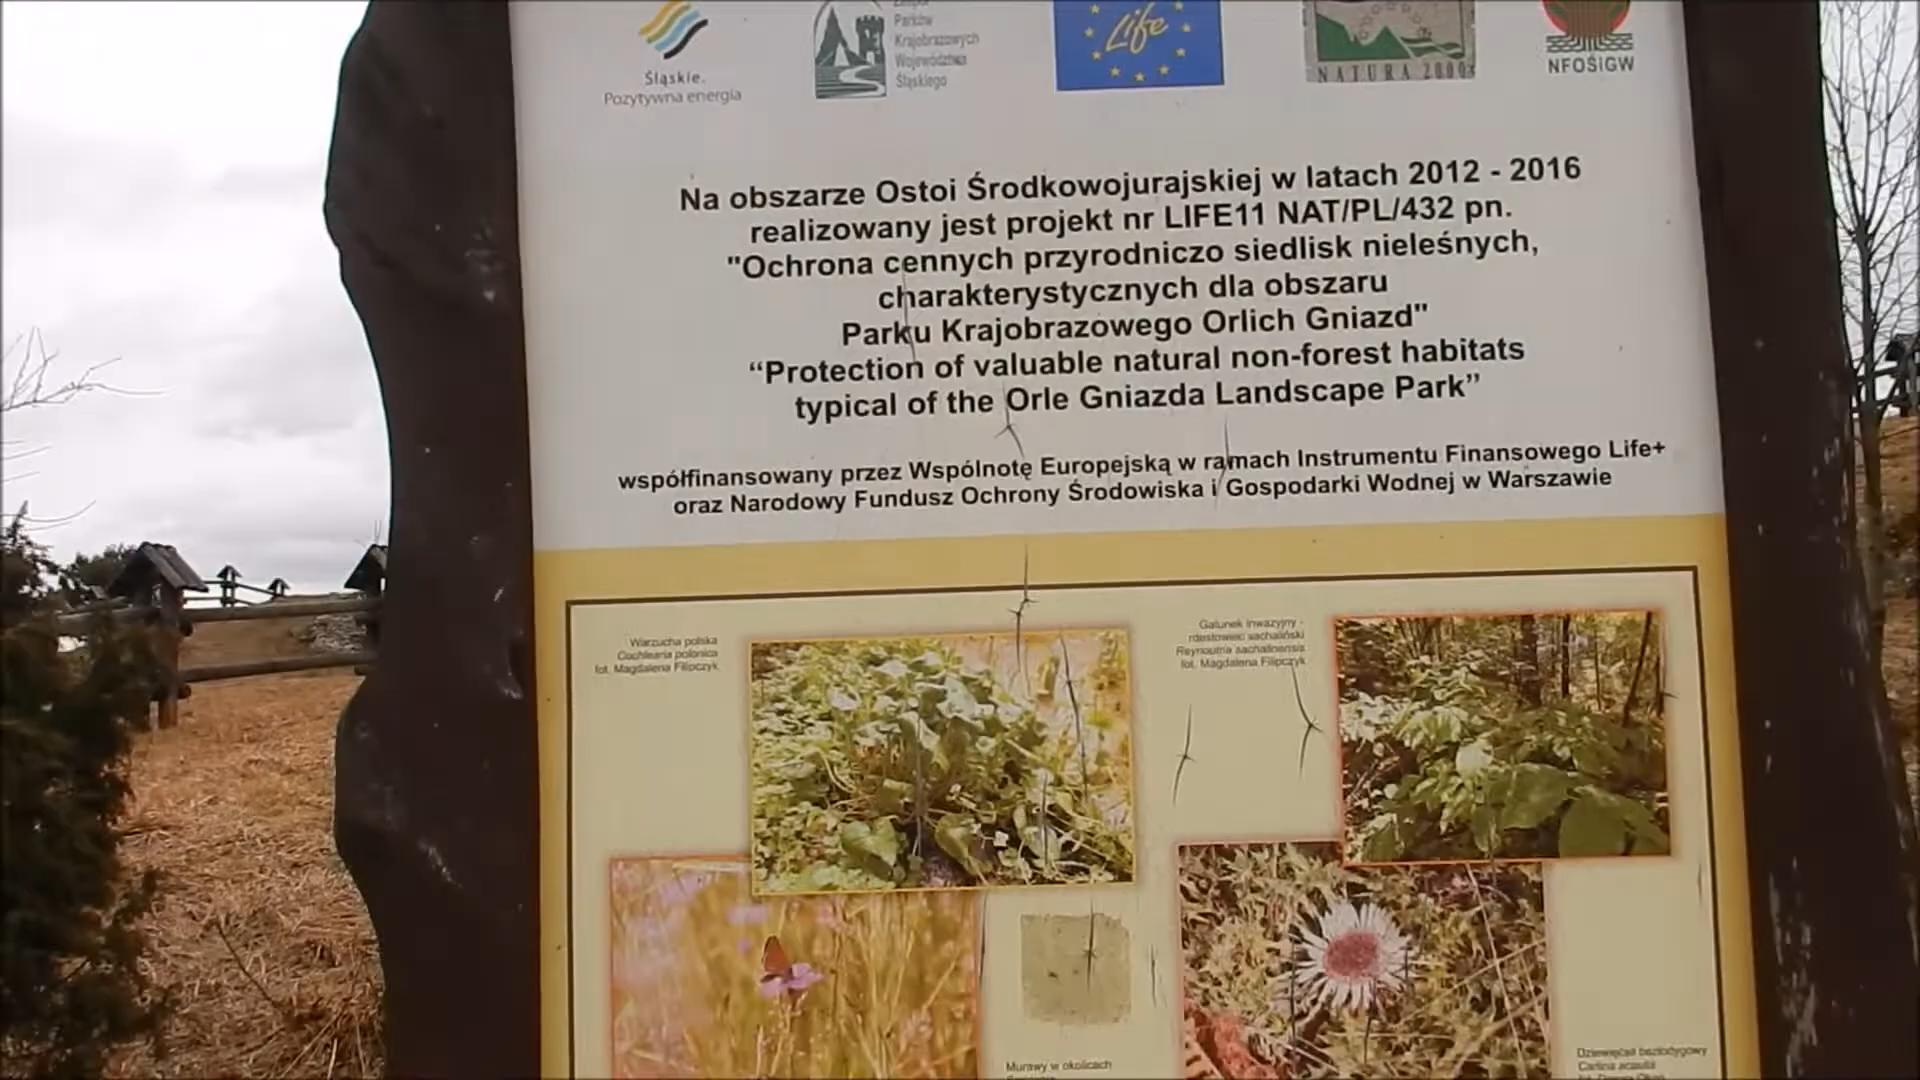 Śląskie.
Pozytywna energia
Parków
Krajobrazowych
Województwa
Śląskiego
Life
NATURA 2000
NFOŚiGW
Na obszarze Ostoi Środkowojurajskiej w latach 2012 - 2016
realizowany jest projekt nr LIFE11 NAT/PL/432 pn.
"Ochrona cennych przyrodniczo siedlisk nieleśnych,
charakterystycznych dla obszaru
Parku Krajobrazowego Orlich Gniazd"
“Protection of valuable natural non-forest habitats
typical of the Orle Gniazda Landscape Park”
współfinansowany przez Wspólnotę Europejską w ramach Instrumentu Finansowego Life+
oraz Narodowy Fundusz Ochrony Środowiska i Gospodarki Wodnej w Warszawie
Warzucha polska
Cochlearia polonica
fot. Magdalena Filipczyk
Gatunek inwazyjny -
rdestowiec sachaliński
Reynoutria sachalinensis
fot. Magdalena Filipczyk
Murawy w okolicach
Dziewięćsił bezłodygowy
Carlina acaulis